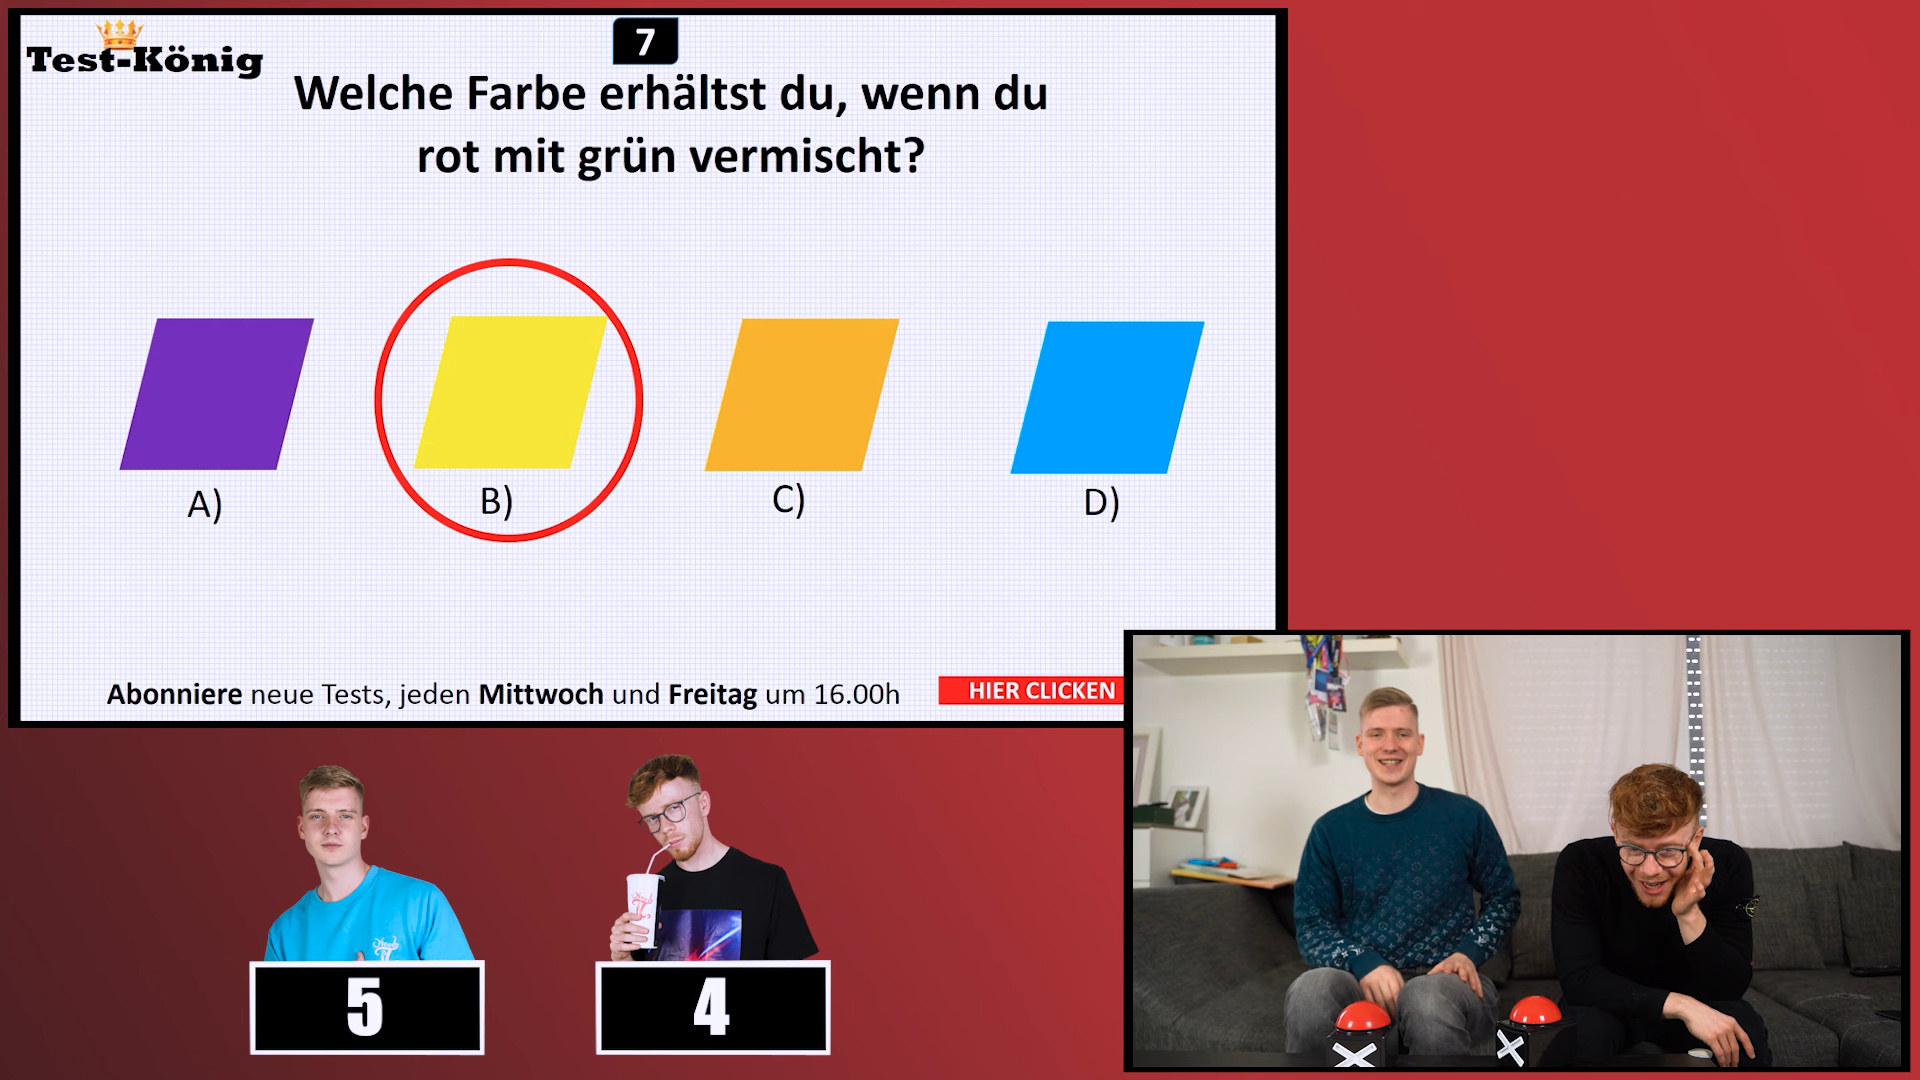 Test-König
7
Welche Farbe erhältst du, wenn du
rot mit grün vermischt?
A)
B)
C)
D)
Abonniere neue Tests, jeden Mittwoch und Freitag um 16.00h
HIER CLICKEN
5
4